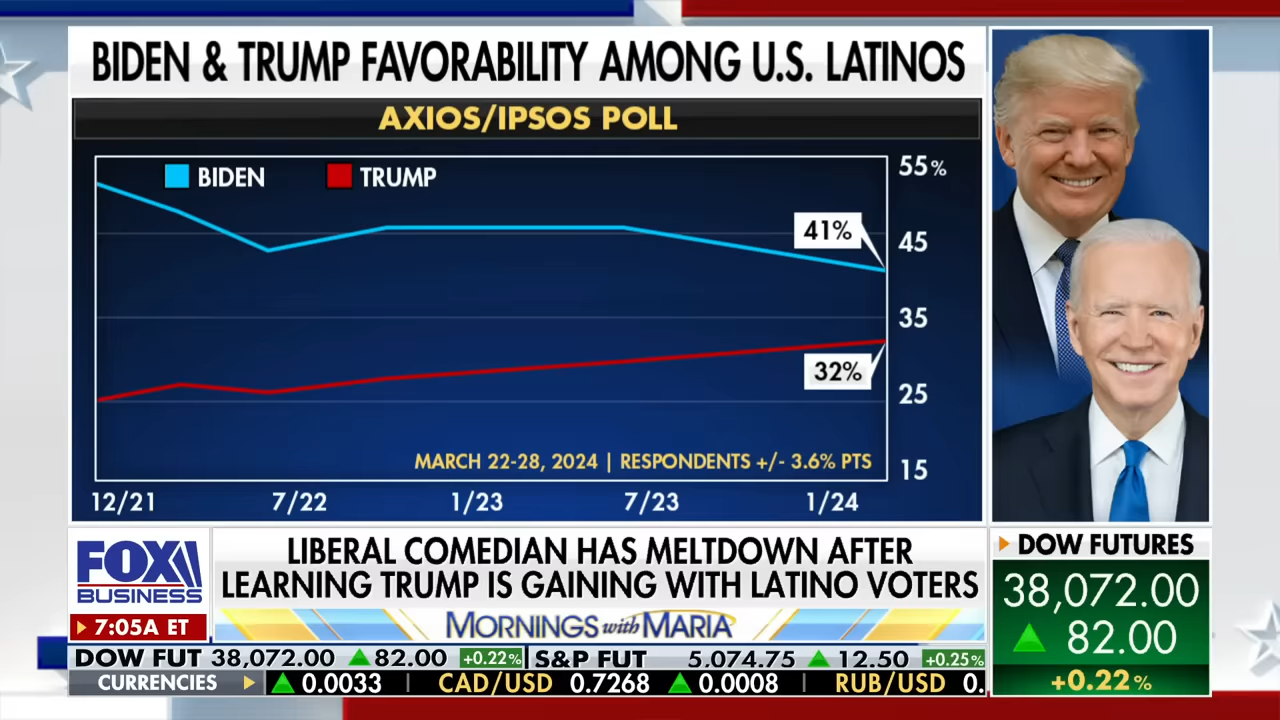 BIDEN & TRUMP FAVORABILITY AMONG U.S. LATINOS
AXIOS/IPSOS POLL
BIDEN
TRUMP
55%
45
35
25
15
41%
32%
MARCH 22-28, 2024 | RESPONDENTS +/- 3.6% PTS
12/21 7/22 1/23 7/23 1/24
FOX
BUSINESS
7:05A ET
LIBERAL COMEDIAN HAS MELTDOWN AFTER
LEARNING TRUMP IS GAINING WITH LATINO VOTERS
MORNINGS with MARIA
DOW FUTURES
38,072.00
82.00
+0.22%
DOW FUT 38,072.00 82.00 +0.22% S&P FUT 5,074.75 12.50 +0.25%
CURRENCIES 0.0033 | CAD/USD 0.7268 0.0008 | RUB/USD 0.